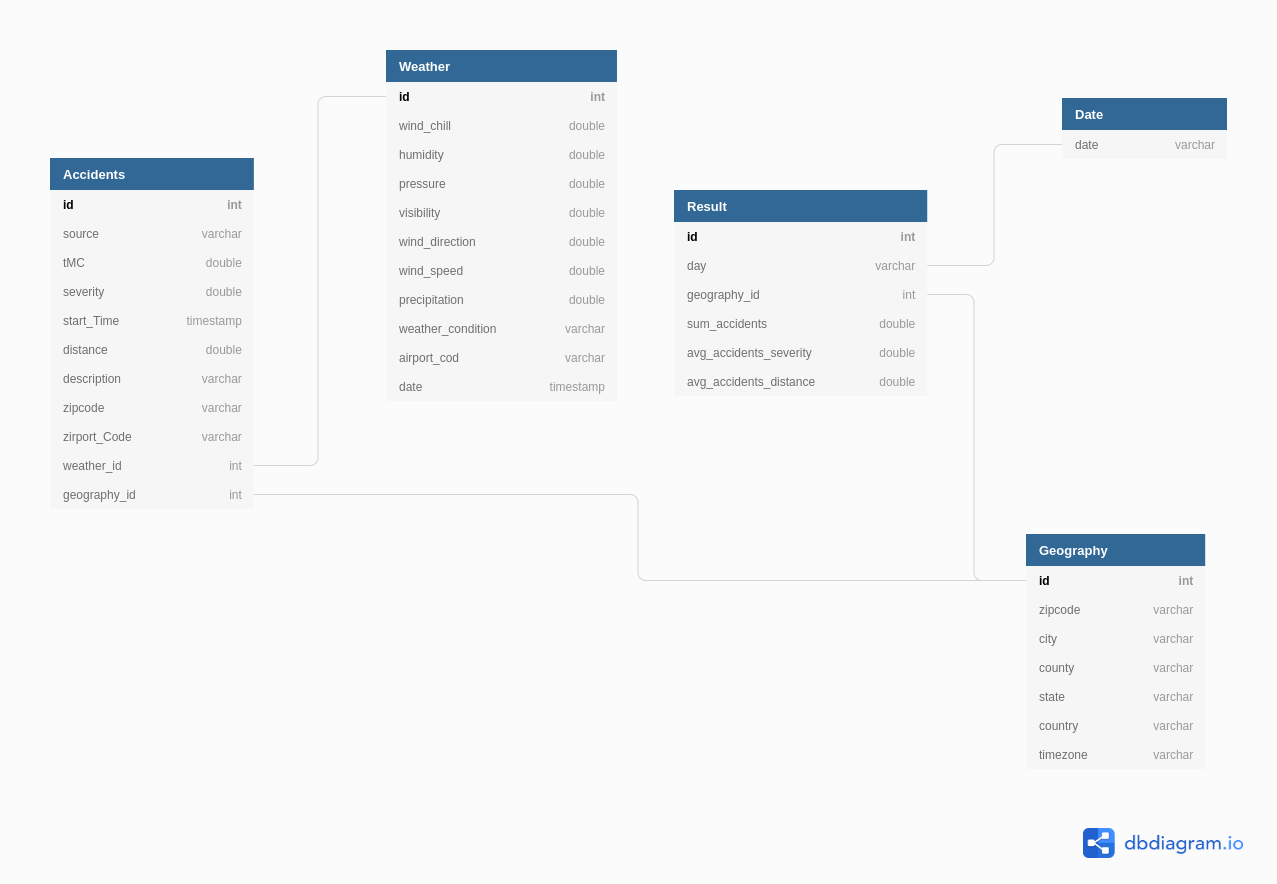 Accidents
id int
source varchar
tMC double
severity double
start_Time timestamp
distance double
description varchar
zipcode varchar
zirport_Code varchar
weather_id int
geography_id int
Weather
id int
wind_chill double
humidity double
pressure double
visibility double
wind_direction double
wind_speed double
precipitation double
weather_condition varchar
airport_cod varchar
date timestamp
Result
id int
day varchar
geography_id int
sum_accidents double
avg_accidents_severity double
avg_accidents_distance double
Date
date varchar
Geography
id int
zipcode varchar
city varchar
county varchar
state varchar
country varchar
timezone varchar
dbdiagram.io